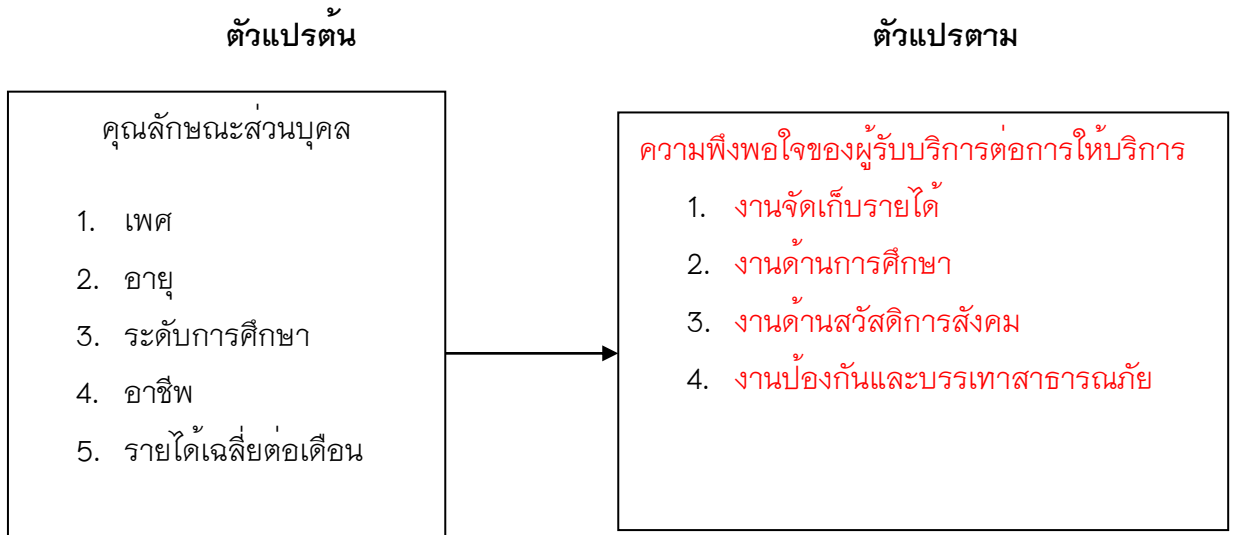 ตัวแปรต้น
ตัวแปรตาม
คุณลักษณะส่วนบุคล
1. เพศ
2. อายุ
3. ระดับการศึกษา
4. อาชีพ
5. รายได้เฉลี่ยต่อเดือน
ความพึงพอใจของผู้รับบริการต่อการให้บริการ
1. งานจัดเก็บรายได้
2. งานด้านการศึกษา
3. งานด้านสวัสดิการสังคม
4. งานป้องกันและบรรเทาสาธารณภัย